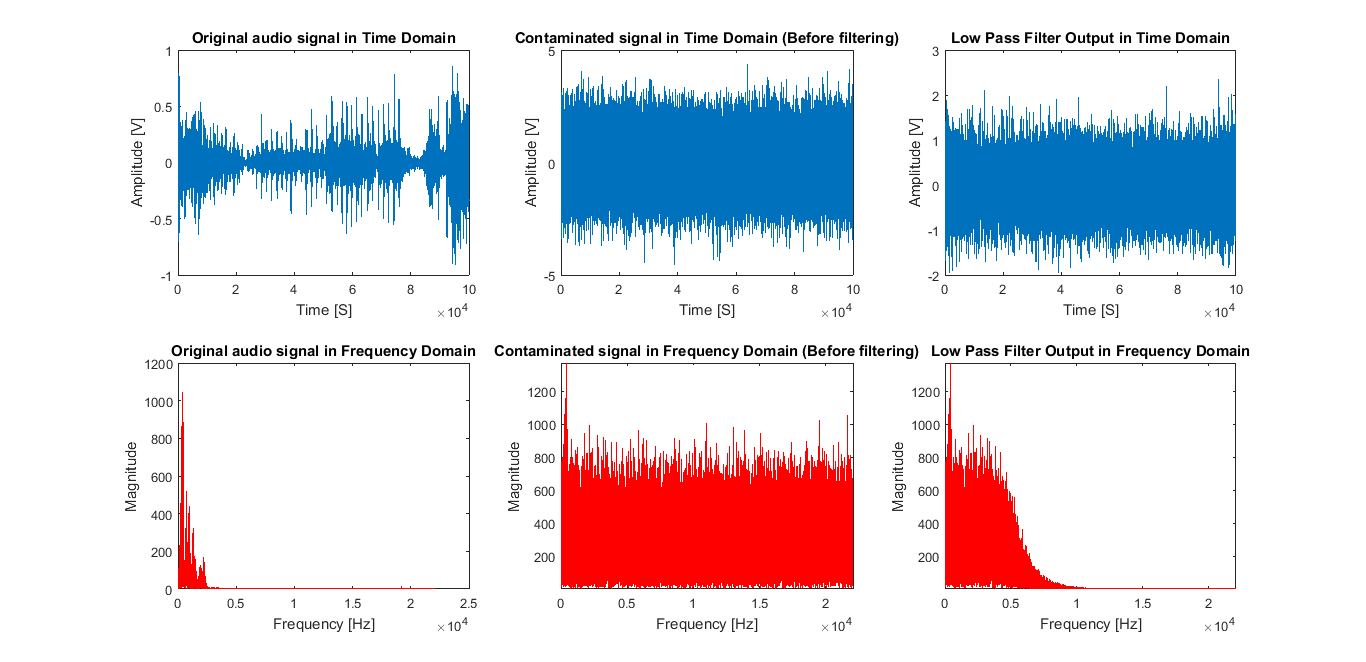 Original audio signal in Time Domain
1
0.5
0
-0.5
-1
Amplitude [V]
0 2 4 6 8 10
Time [S]
×10^4
Contaminated signal in Time Domain (Before filtering)
5
0
-5
Amplitude [V]
0 2 4 6 8 10
Time [S]
×10^4
Low Pass Filter Output in Time Domain
3
2
1
0
-1
-2
Amplitude [V]
0 2 4 6 8 10
Time [S]
×10^4
Original audio signal in Frequency Domain
1200
1000
800
600
400
200
0
Magnitude
0 0.5 1 1.5 2 2.5
Frequency [Hz]
×10^4
Contaminated signal in Frequency Domain (Before filtering)
1200
1000
800
600
400
200
Magnitude
0 0.5 1 1.5 2
Frequency [Hz]
×10^4
Low Pass Filter Output in Frequency Domain
1200
1000
800
600
400
200
Magnitude
0 0.5 1 1.5 2
Frequency [Hz]
×10^4